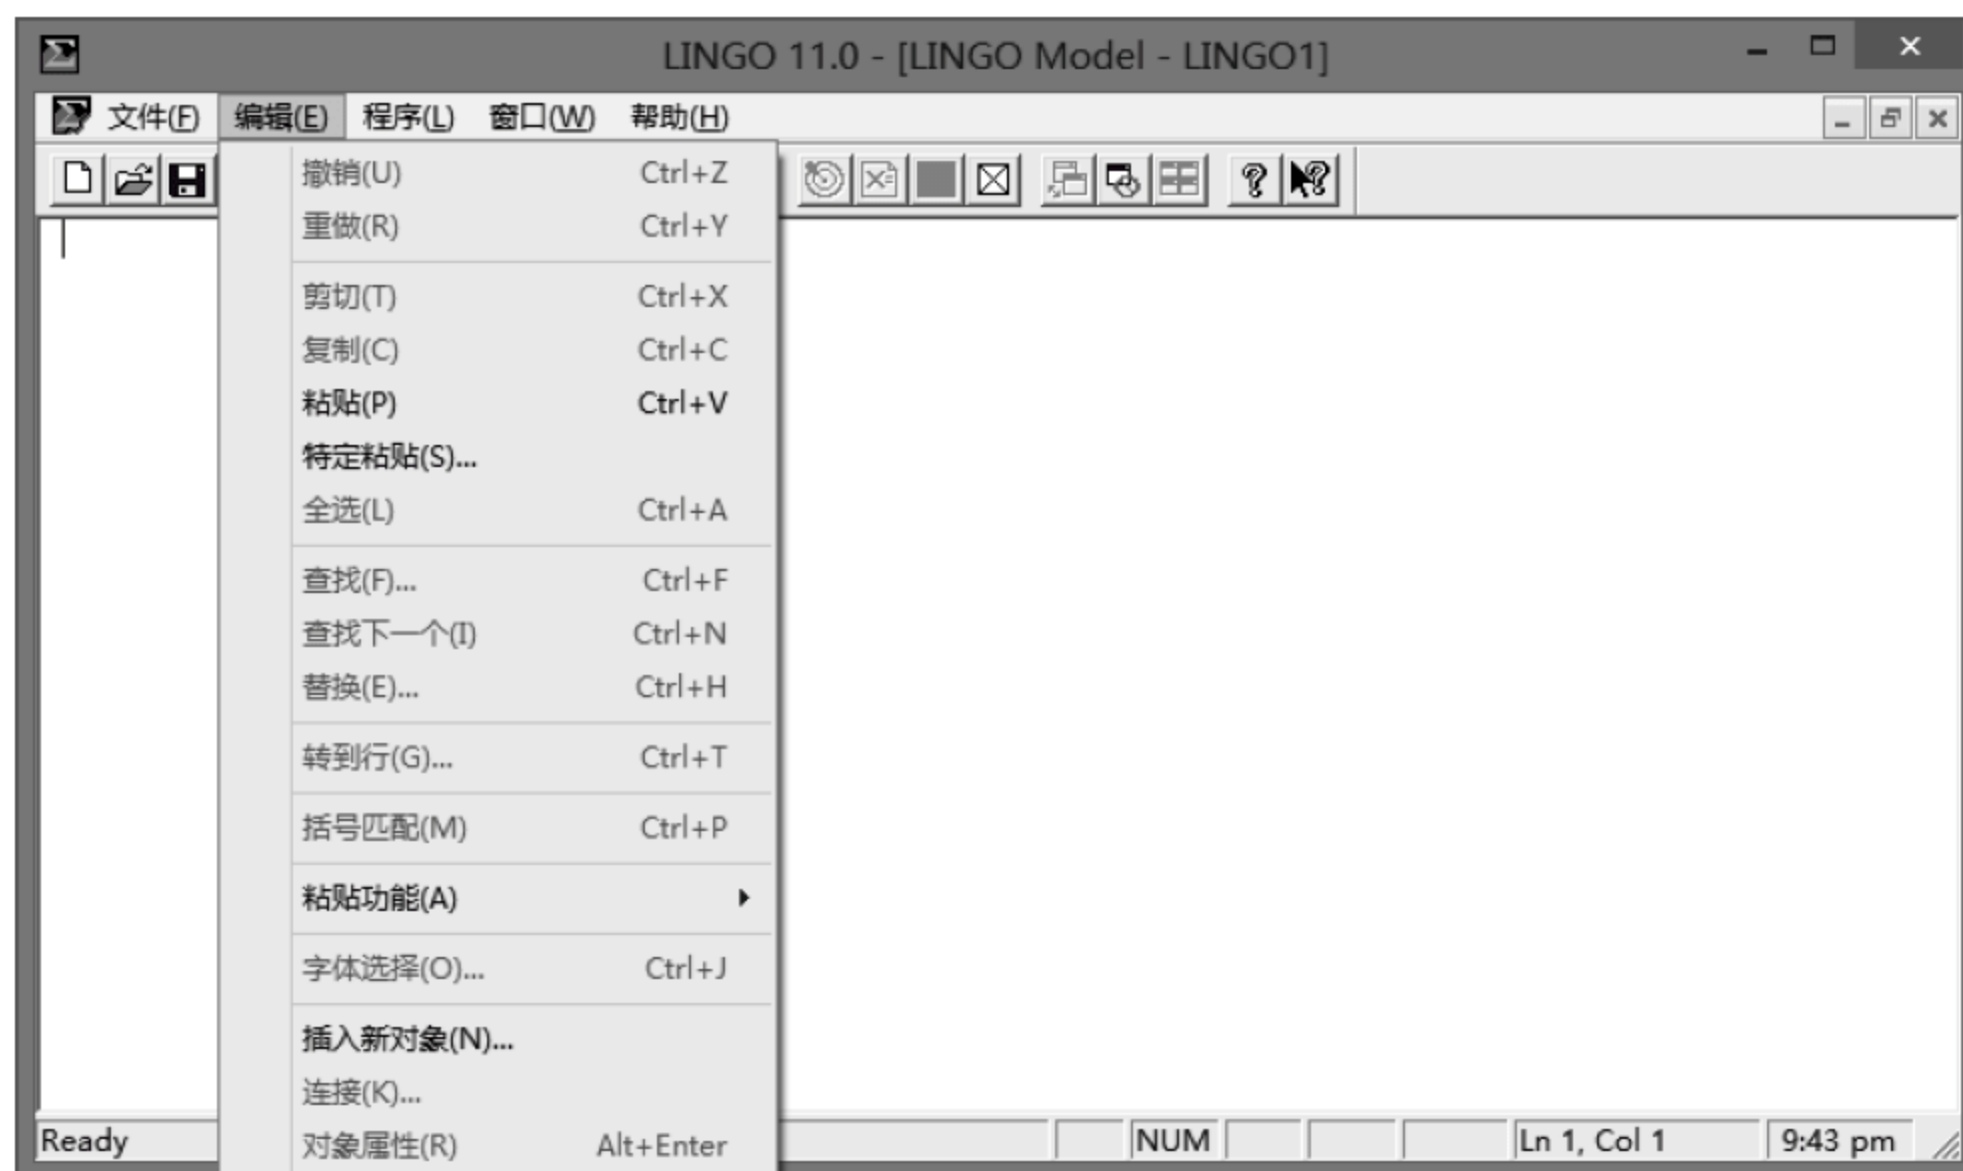 LINGO 11.0 - [LINGO Model - LINGO1]
文件(F) 编辑(E) 程序(L) 窗口(W) 帮助(H)
撤销(U) Ctrl+Z
重做(R) Ctrl+Y
剪切(T) Ctrl+X
复制(C) Ctrl+C
粘贴(P) Ctrl+V
特定粘贴(S)...
全选(L) Ctrl+A
查找(F)... Ctrl+F
查找下一个(I) Ctrl+N
替换(E)... Ctrl+H
转到行(G)... Ctrl+T
括号匹配(M) Ctrl+P
粘贴功能(A)
字体选择(O)... Ctrl+J
插入新对象(N)...
连接(K)...
对象属性(R) Alt+Enter
Ready NUM Ln 1, Col 1 9:43 pm